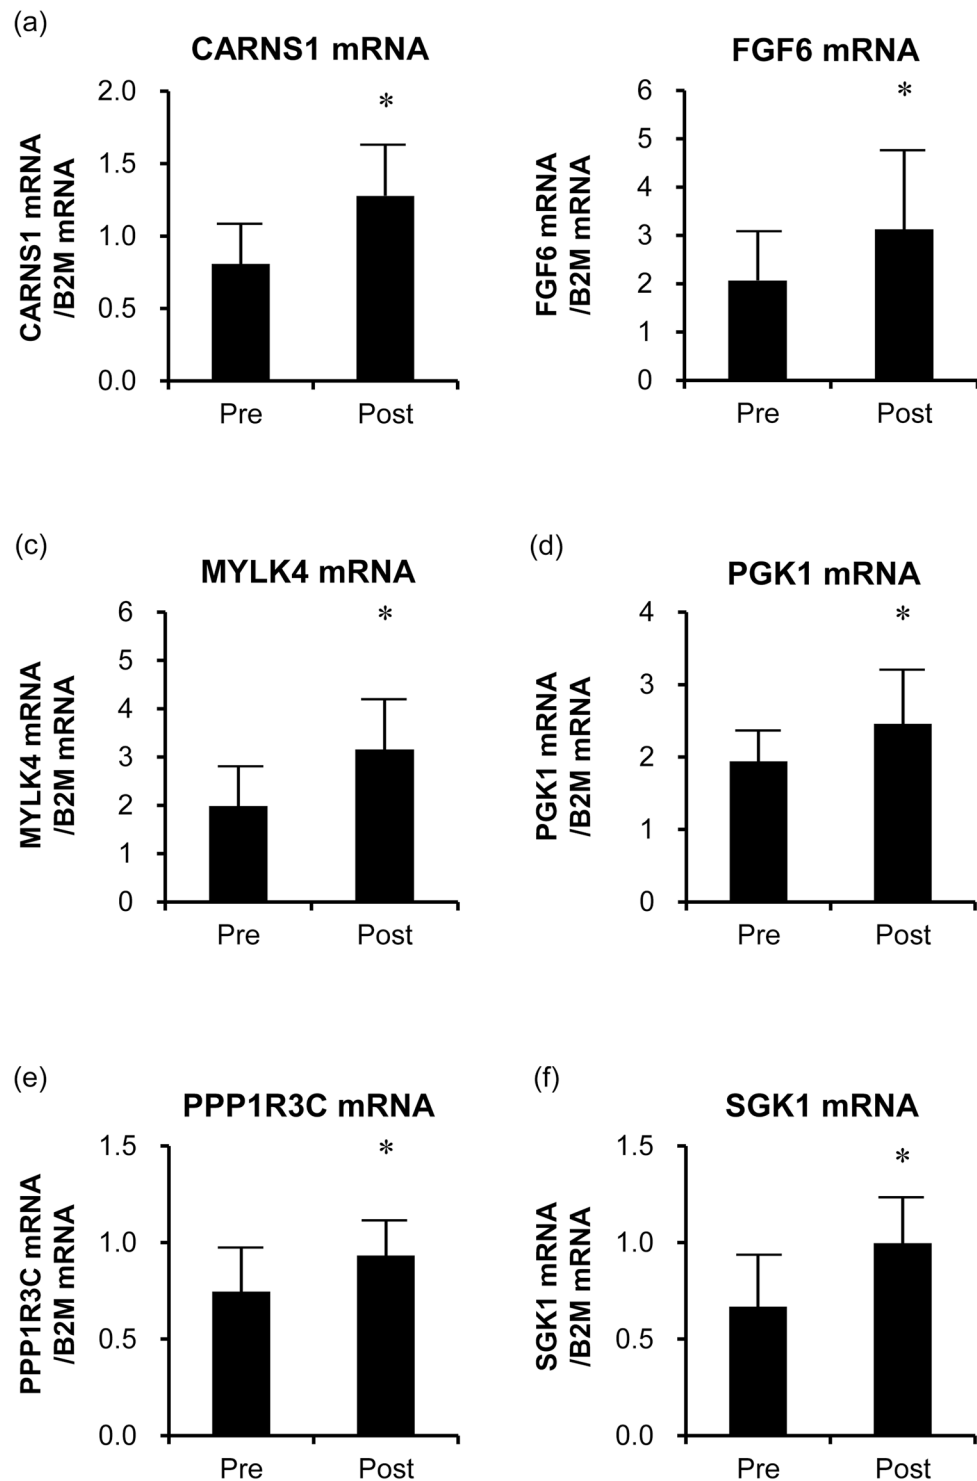 (a)
CARNS1 mRNA
CARNS1 mRNA
/B2M mRNA
2.0
1.5
1.0
0.5
0.0
*
Pre
Post
FGF6 mRNA
FGF6 mRNA
/B2M mRNA
6
5
4
3
2
1
0
*
Pre
Post
(c)
MYLK4 mRNA
MYLK4 mRNA
/B2M mRNA
6
5
4
3
2
1
0
*
Pre
Post
(d)
PGK1 mRNA
PGK1 mRNA
/B2M mRNA
4
3
2
1
0
*
Pre
Post
(e)
PPP1R3C mRNA
PPP1R3C mRNA
/B2M mRNA
1.5
1.0
0.5
0.0
*
Pre
Post
(f)
SGK1 mRNA
SGK1 mRNA
/B2M mRNA
1.5
1.0
0.5
0.0
*
Pre
Post